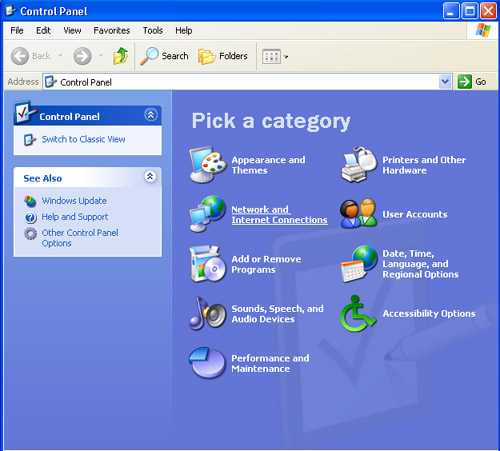 Control Panel
File Edit View Favorites Tools Help
Back Search Folders
Address Control Panel Go
Control Panel
Switch to Classic View
See Also
Windows Update
Help and Support
Other Control Panel
Options
Pick a category
Appearance and
Themes
Printers and Other
Hardware
Network and
Internet Connections
User Accounts
Add or Remove
Programs
Date, Time,
Language, and
Regional Options
Sounds, Speech, and
Audio Devices
Accessibility Options
Performance and
Maintenance